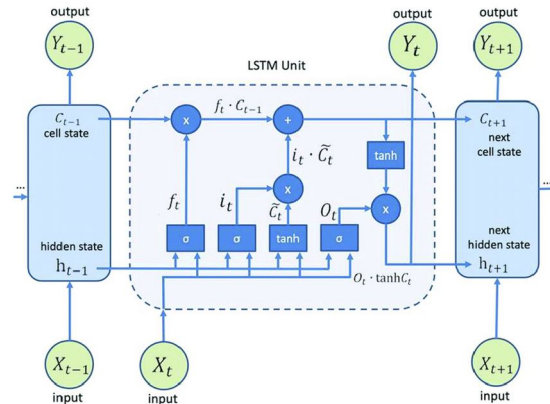 output
output
output
Y_{t-1}
Y_t
Y_{t+1}
LSTM Unit
C_{t-1}
cell state
x
f_t · C_{t-1}
+
C_{t+1}
next
cell state
tanh
i_t · C̃_t
...
f_t
i_t
x
C̃_t
O_t
x
...
hidden state
h_{t-1}
σ
σ
tanh
σ
next
hidden state
h_{t+1}
O_t · tanhC_t
X_{t-1}
X_t
X_{t+1}
input
input
input